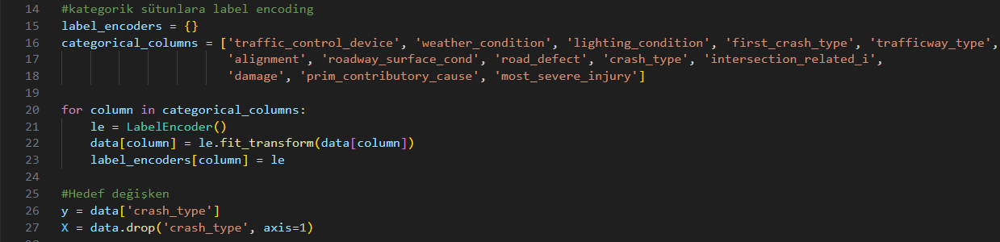 14 #kategorik sütunlara label encoding
15 label_encoders = {}
16 categorical_columns = ['traffic_control_device', 'weather_condition', 'lighting_condition', 'first_crash_type', 'trafficway_type',
17 'alignment', 'roadway_surface_cond', 'road_defect', 'crash_type', 'intersection_related_i',
18 'damage', 'prim_contributory_cause', 'most_severe_injury']
19
20 for column in categorical_columns:
21 le = LabelEncoder()
22 data[column] = le.fit_transform(data[column])
23 label_encoders[column] = le
24
25 #Hedef değişken
26 y = data['crash_type']
27 X = data.drop('crash_type', axis=1)